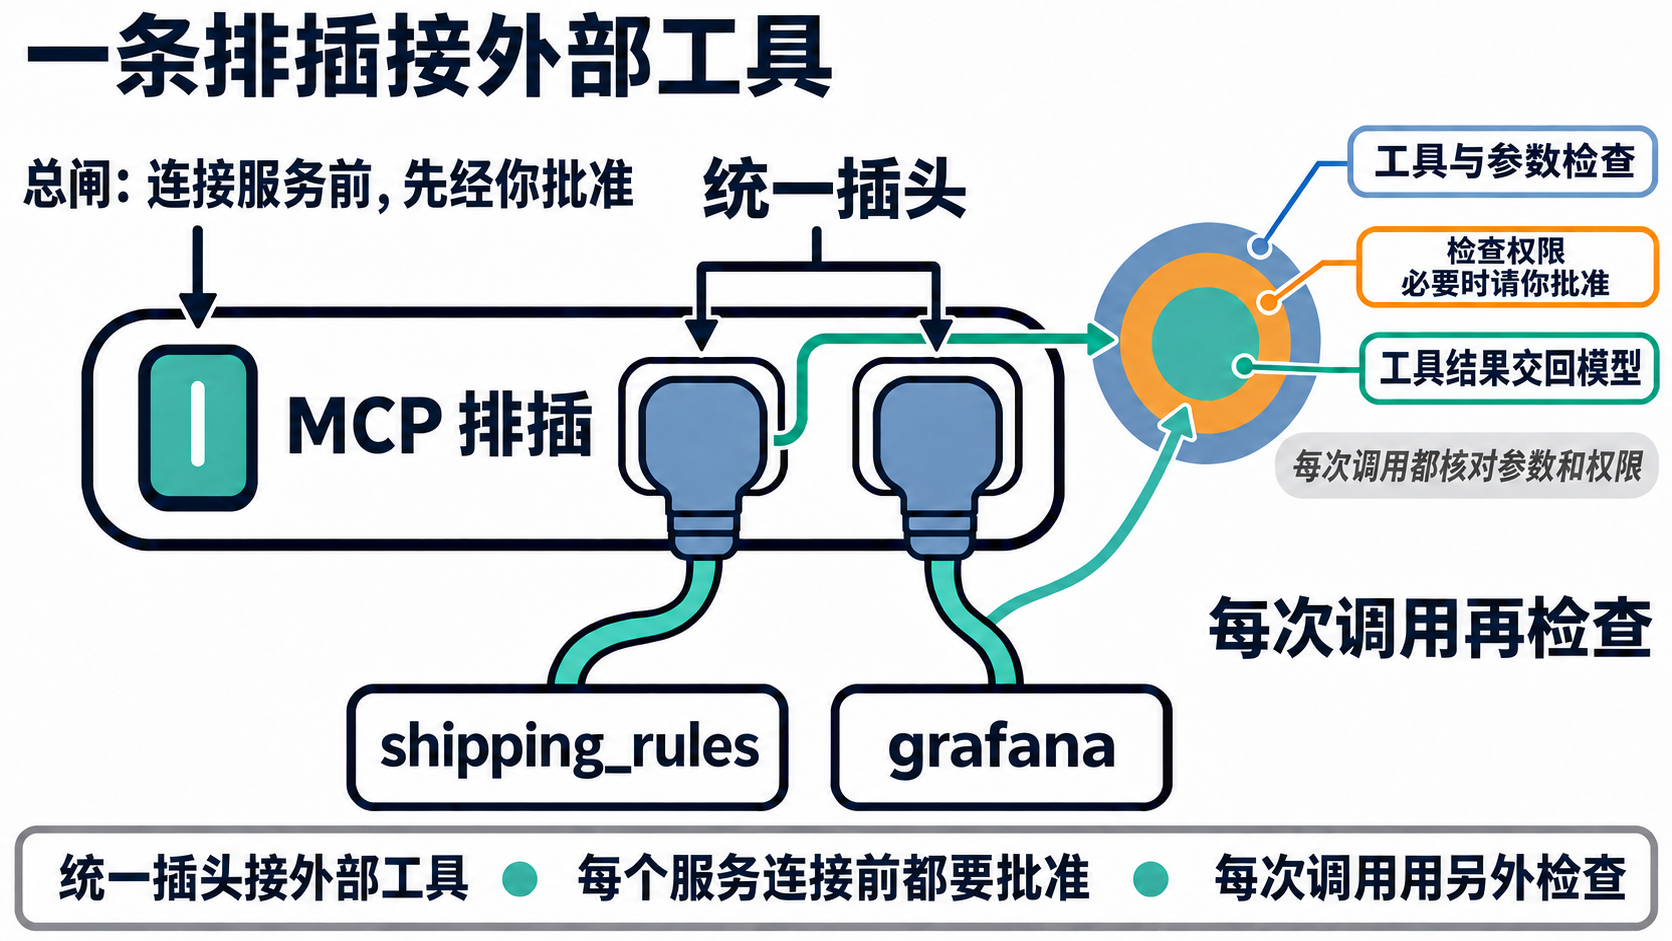 一条排插接外部工具
总闸：连接服务前，先经你批准
统一插头
工具与参数检查
检查权限
必要时请你批准
工具结果交回模型
每次调用都核对参数和权限
MCP 排插
每次调用再检查
shipping_rules
grafana
统一插头接外部工具 ● 每个服务连接前都要批准 ● 每次调用用另外检查